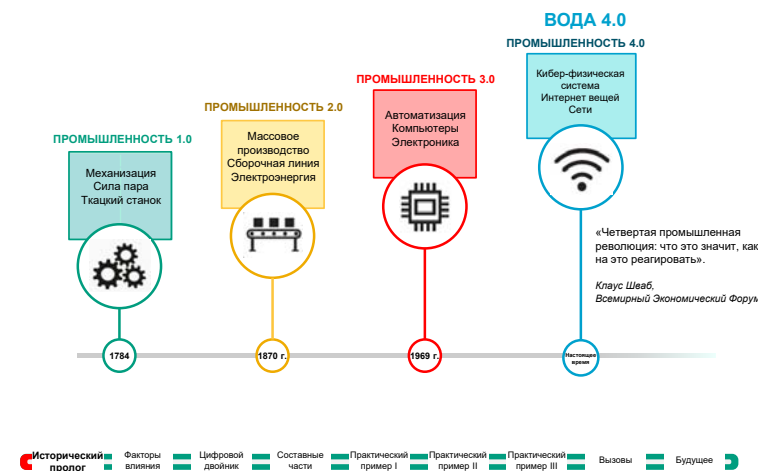 ВОДА 4.0
ПРОМЫШЛЕННОСТЬ 4.0
Кибер-физическая
система
Интернет вещей
Сети
ПРОМЫШЛЕННОСТЬ 3.0
Автоматизация
Компьютеры
Электроника
ПРОМЫШЛЕННОСТЬ 2.0
Массовое
производство
Сборочная линия
Электроэнергия
ПРОМЫШЛЕННОСТЬ 1.0
Механизация
Сила пара
Ткацкий станок
«Четвертая промышленная
революция: что это значит, как
на это реагировать».
Клаус Шваб,
Всемирный Экономический Форум
1784
1870 г.
1969 г.
Настоящее
время
Исторический
пролог
Факторы
влияния
Цифровой
двойник
Составные
части
Практический
пример I
Практический
пример II
Практический
пример III
Вызовы
Будущее